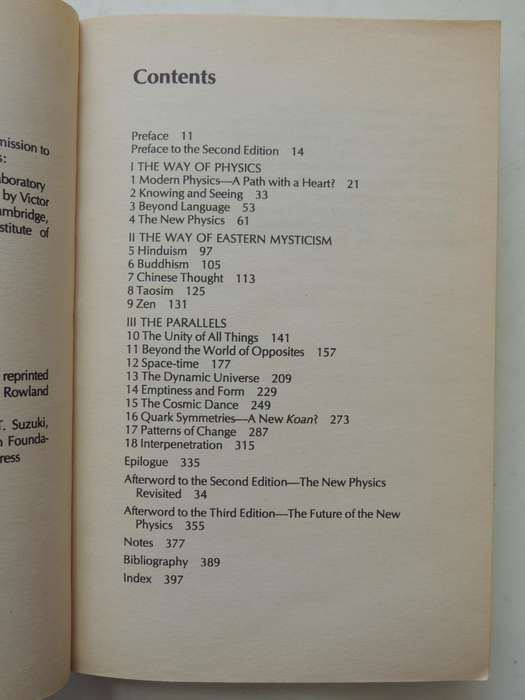 mission to
s:
boratory
by Victor
ambridge,
stitute of
reprinted
Rowland
T. Suzuki,
n Founda-
ress
Contents
Preface 11
Preface to the Second Edition 14
I THE WAY OF PHYSICS
1 Modern Physics—A Path with a Heart? 21
2 Knowing and Seeing 33
3 Beyond Language 53
4 The New Physics 61
II THE WAY OF EASTERN MYSTICISM
5 Hinduism 97
6 Buddhism 105
7 Chinese Thought 113
8 Taosim 125
9 Zen 131
III THE PARALLELS
10 The Unity of All Things 141
11 Beyond the World of Opposites 157
12 Space-time 177
13 The Dynamic Universe 209
14 Emptiness and Form 229
15 The Cosmic Dance 249
16 Quark Symmetries—A New Koan? 273
17 Patterns of Change 287
18 Interpenetration 315
Epilogue 335
Afterword to the Second Edition—The New Physics
Revisited 34
Afterword to the Third Edition—The Future of the New
Physics 355
Notes 377
Bibliography 389
Index 397